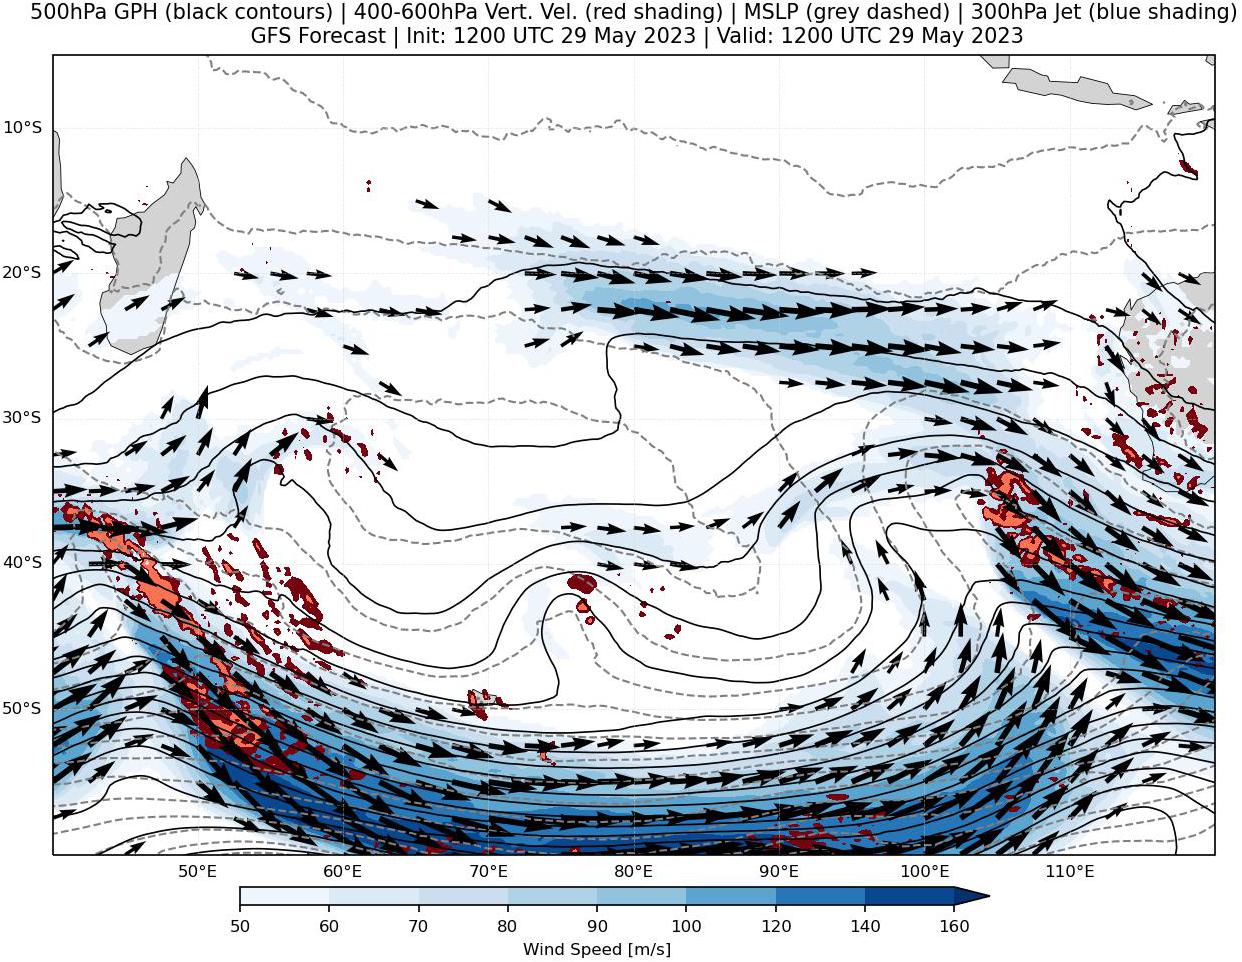 500hPa GPH (black contours) | 400-600hPa Vert. Vel. (red shading) | MSLP (grey dashed) | 300hPa Jet (blue shading)
GFS Forecast | Init: 1200 UTC 29 May 2023 | Valid: 1200 UTC 29 May 2023
10°S
20°S
30°S
40°S
50°S
50°E 60°E 70°E 80°E 90°E 100°E 110°E
50 60 70 80 90 100 120 140 160
Wind Speed [m/s]